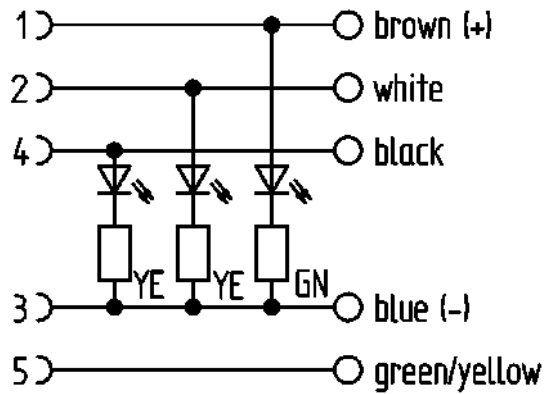 1 brown (+)
2 white
4 black
YE YE GN
3 blue (-)
5 green/yellow